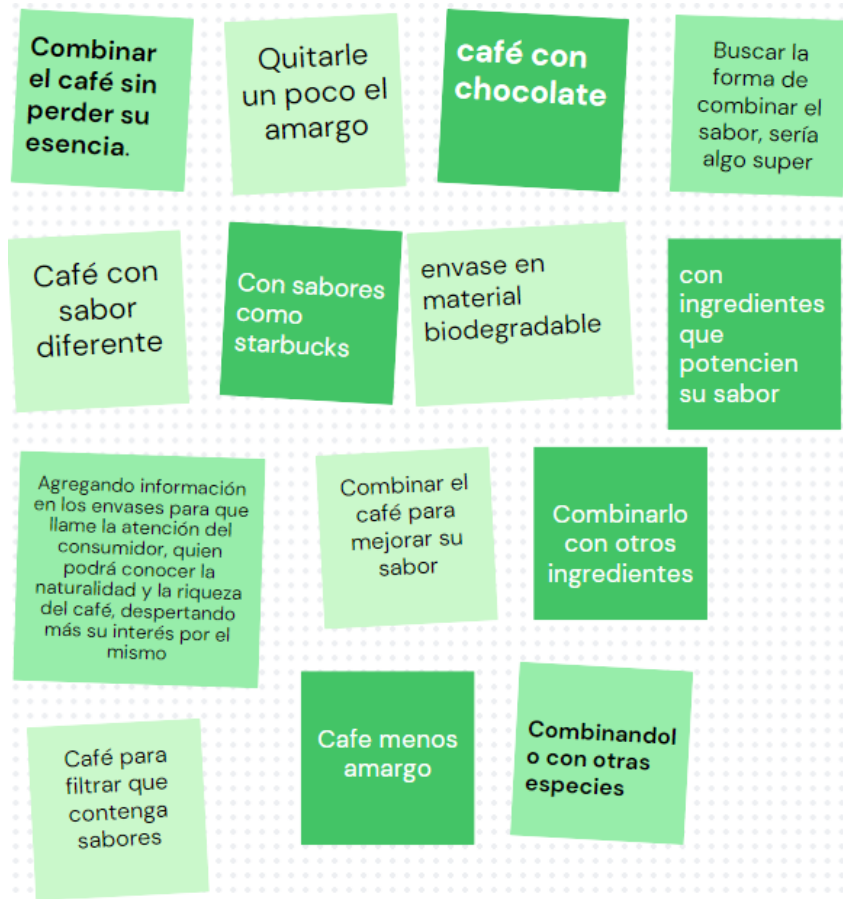 Combinar
el café sin
perder su
esencia.
Quitarle
un poco el
amargo
café con
chocolate
Buscar la
forma de
combinar el
sabor, sería
algo super
Café con
sabor
diferente
Con sabores
como
starbucks
envase en
material
biodegradable
con
ingredientes
que
potencien
su sabor
Agregando información
en los envases para que
llame la atención del
consumidor, quien
podrá conocer la
naturalidad y la riqueza
del café, despertando
más su interés por el
mismo
Combinar el
café para
mejorar su
sabor
Combinarlo
con otros
ingredientes
Café para
filtrar que
contenga
sabores
Cafe menos
amargo
Combinandol
o con otras
especies